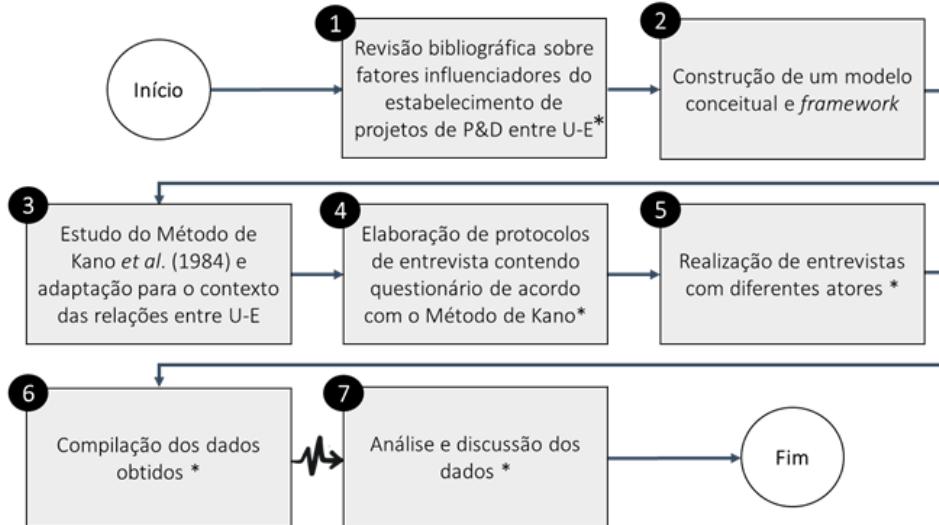 Início
1
Revisão bibliográfica sobre
fatores influenciadores do
estabelecimento de
projetos de P&D entre U-E*
2
Construção de um modelo
conceitual e framework
3
Estudo do Método de
Kano et al. (1984) e
adaptação para o contexto
das relações entre U-E
4
Elaboração de protocolos
de entrevista contendo
questionário de acordo
com o Método de Kano*
5
Realização de entrevistas
com diferentes atores *
6
Compilação dos dados
obtidos *
7
Análise e discussão dos
dados *
Fim